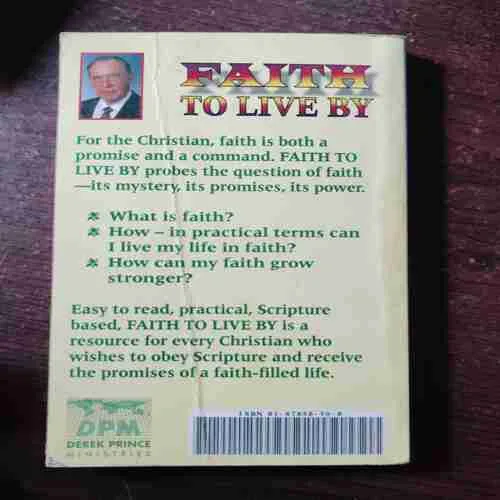 FAITH
TO LIVE BY
For the Christian, faith is both a
promise and a command. FAITH TO
LIVE BY probes the question of faith
—its mystery, its promises, its power.
What is faith?
How – in practical terms can
I live my life in faith?
How can my faith grow
stronger?
Easy to read, practical, Scripture
based, FAITH TO LIVE BY is a
resource for every Christian who
wishes to obey Scripture and receive
the promises of a faith-filled life.
DPM
DEREK PRINCE
MINISTRIES
ISBN